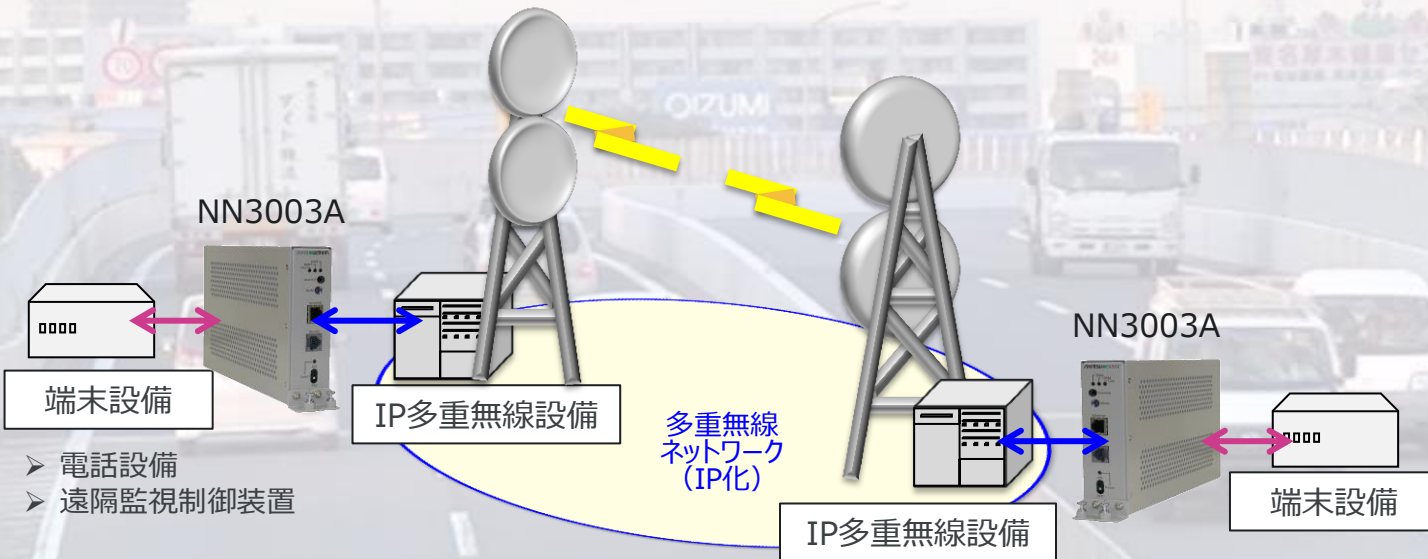 OIZUMI
NN3003A
NN3003A
端末設備
IP多重無線設備
多重無線
ネットワーク
（IP化）
➢ 電話設備
➢ 遠隔監視制御装置
端末設備
IP多重無線設備